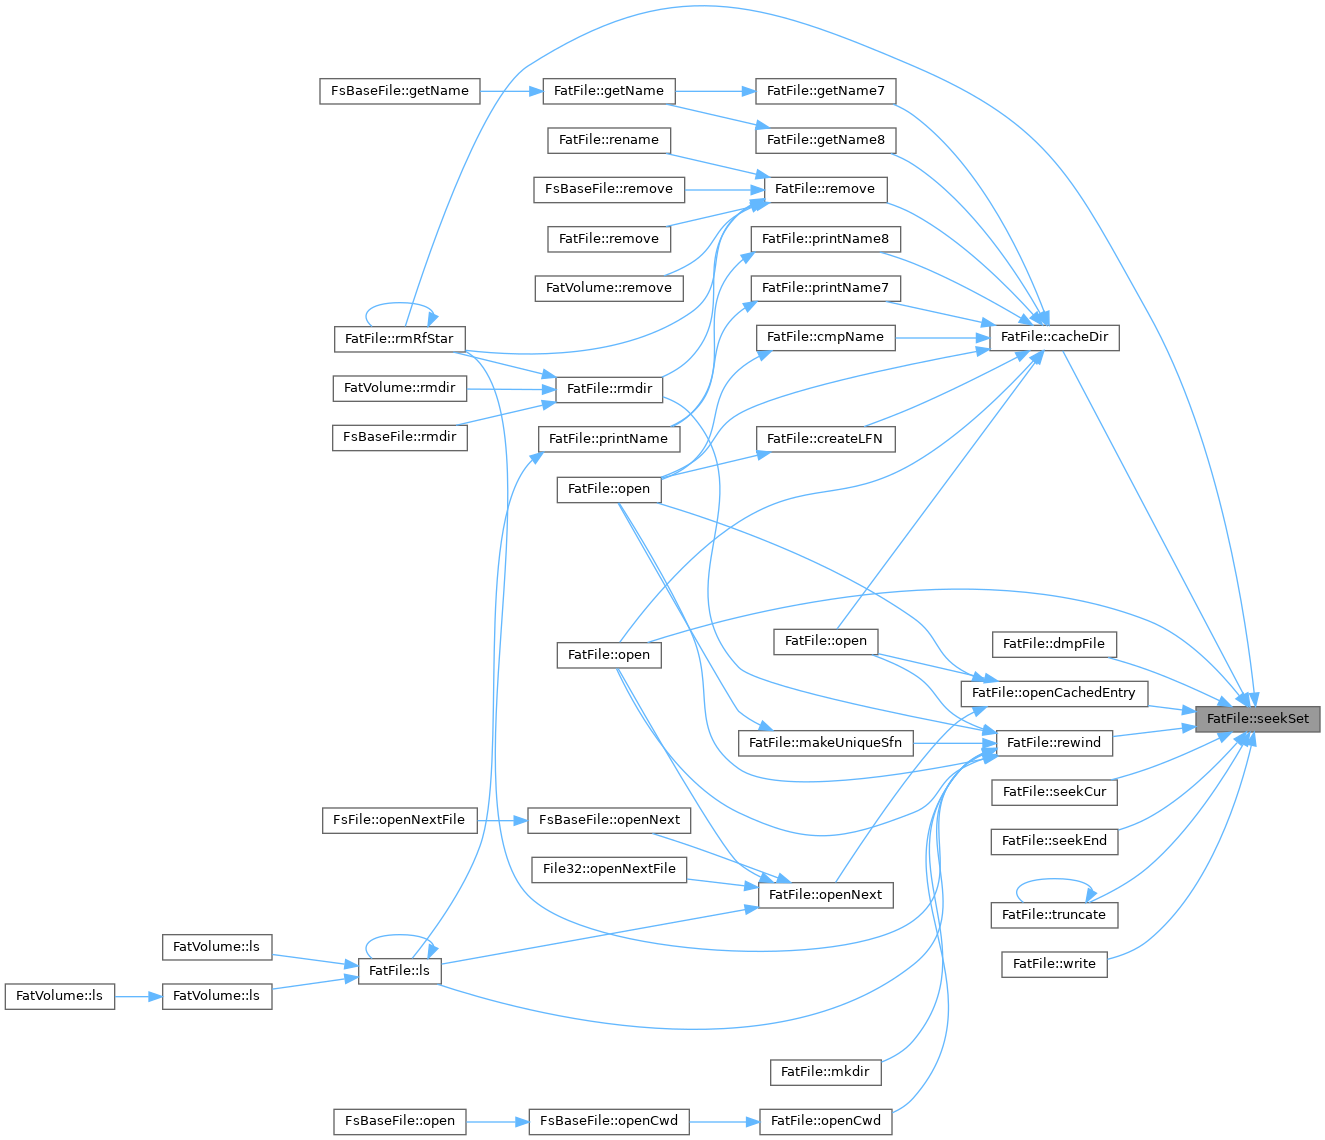 FsBaseFile::getName
FatFile::getName
FatFile::getName7
FatFile::rename
FatFile::getName8
FsBaseFile::remove
FatFile::remove
FatFile::remove
FatFile::printName8
FatVolume::remove
FatFile::printName7
FatFile::rmRfStar
FatFile::cmpName
FatFile::cacheDir
FatVolume::rmdir
FatFile::rmdir
FsBaseFile::rmdir
FatFile::printName
FatFile::createLFN
FatFile::open
FatFile::open
FatFile::open
FatFile::dmpFile
FatFile::openCachedEntry
FatFile::seekSet
FatFile::makeUniqueSfn
FatFile::rewind
FatFile::seekCur
FsFile::openNextFile
FsBaseFile::openNext
FatFile::seekEnd
File32::openNextFile
FatFile::openNext
FatFile::truncate
FatVolume::ls
FatFile::ls
FatFile::write
FatVolume::ls
FatVolume::ls
FatFile::mkdir
FsBaseFile::open
FsBaseFile::openCwd
FatFile::openCwd